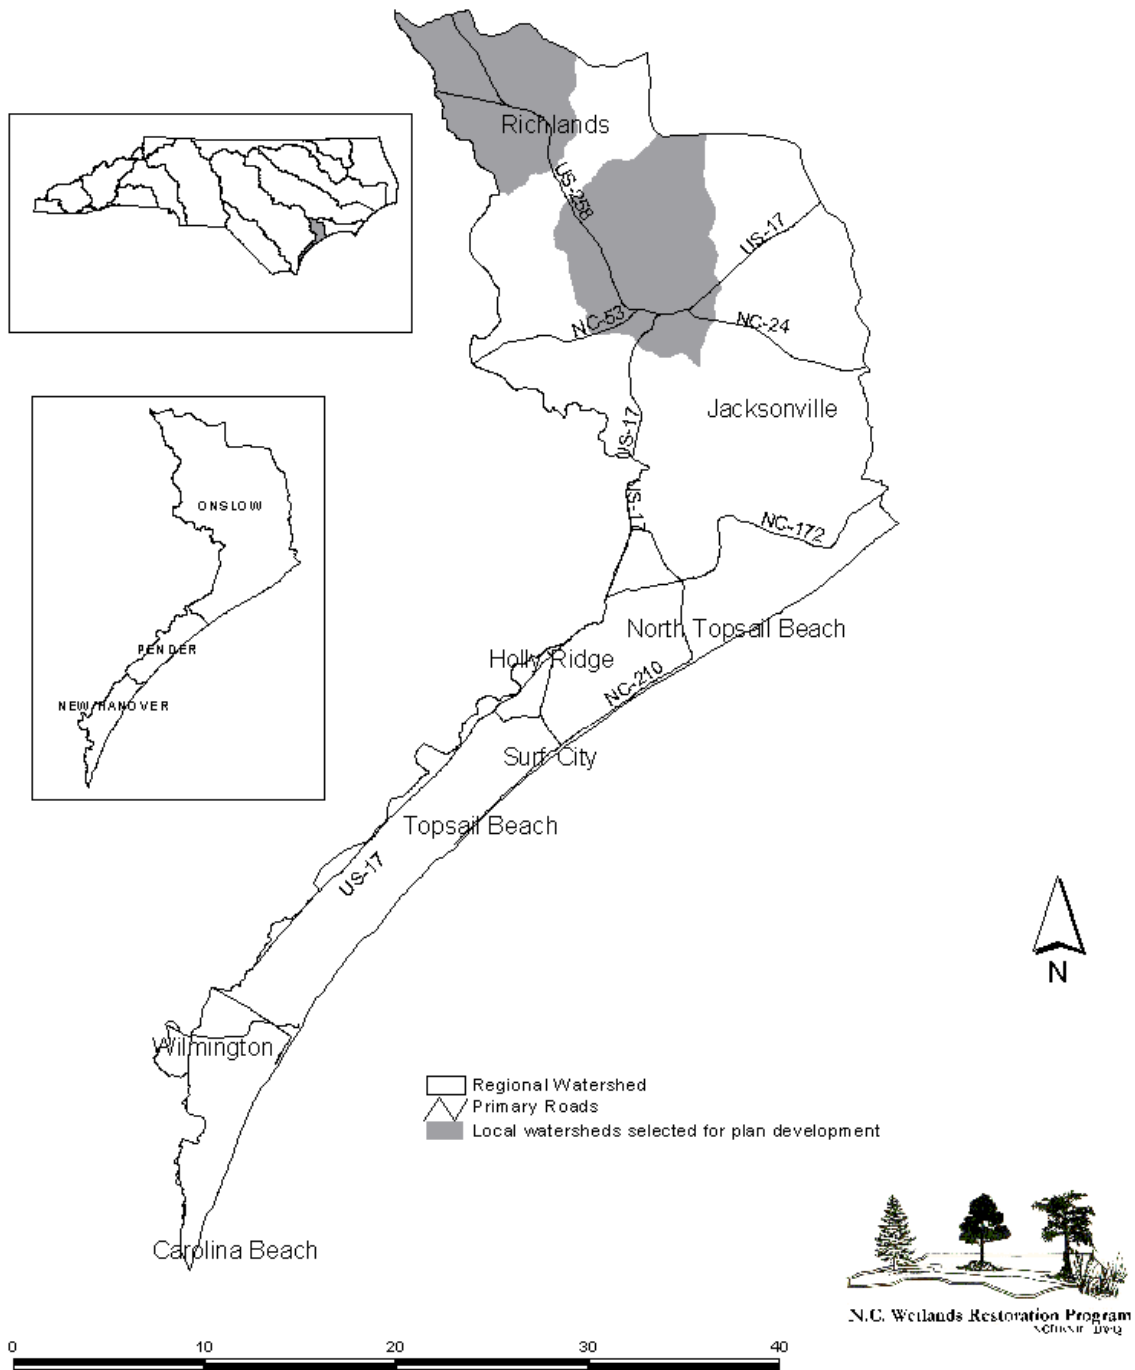 Richlands
US-258
US-17
NC-53
NC-24
Jacksonville
US-17
US-17
NC-172
ONSLOW
North Topsail Beach
PENDER
Holly Ridge
NC-210
NEW HANOVER
Surf City
Topsail Beach
US-17
N
Wilmington
Regional Watershed
Primary Roads
Local watersheds selected for plan development
Carolina Beach
N.C. Wetlands Restoration Program
0 10 20 30 40